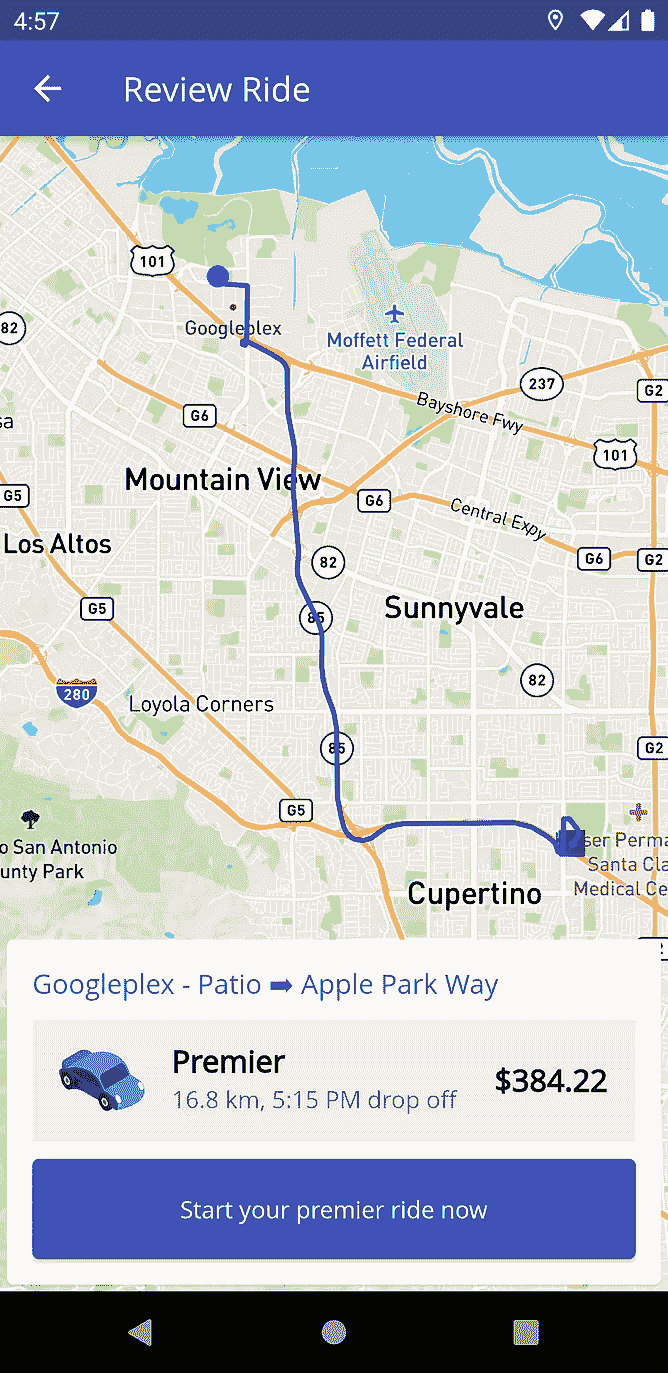 4:57
Review Ride
101
82
Googleplex
Moffett Federal
Airfield
237
G2
Bayshore Fwy
G6
101
sa
Mountain View
G5
G6
Central Expy
Los Altos
82
G6
G2
G5
85
Sunnyvale
280
82
Loyola Corners
85
G2
G5
o San Antonio
unty Park
ser Perma
Santa Cla
Medical Ce
Cupertino
Googleplex - Patio ➡ Apple Park Way
Premier
16.8 km, 5:15 PM drop off
$384.22
Start your premier ride now